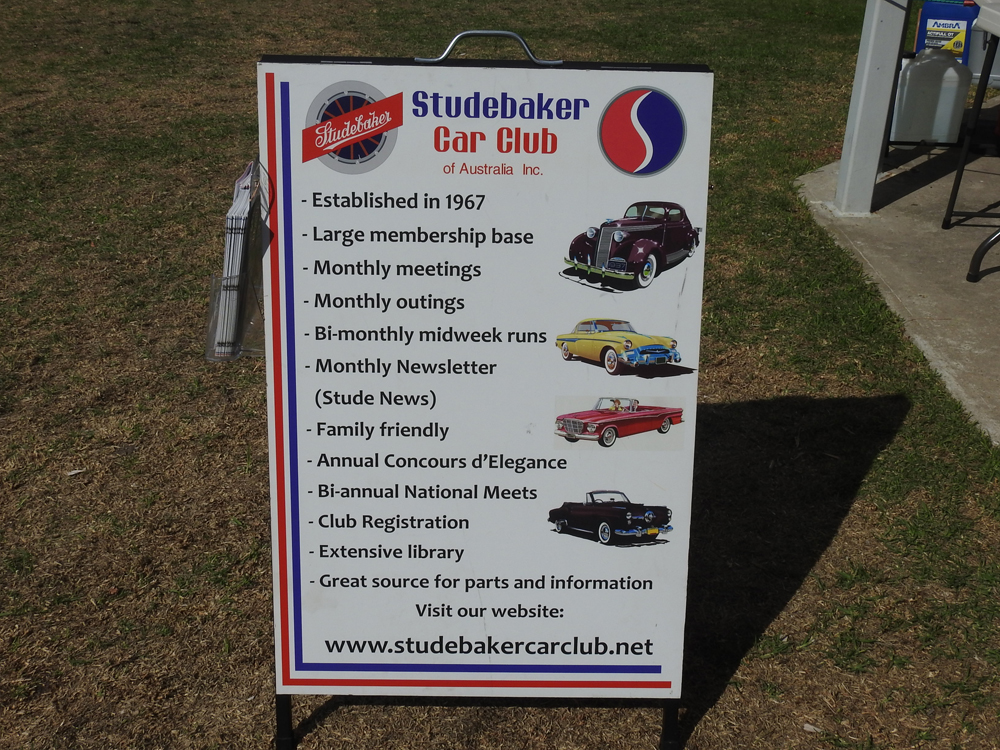 Studebaker
Studebaker
Car Club
of Australia Inc.
- Established in 1967
- Large membership base
- Monthly meetings
- Monthly outings
- Bi-monthly midweek runs
- Monthly Newsletter
(Stude News)
- Family friendly
- Annual Concours d'Elegance
- Bi-annual National Meets
- Club Registration
- Extensive library
- Great source for parts and information
Visit our website:
www.studebakercarclub.net
AMBRA